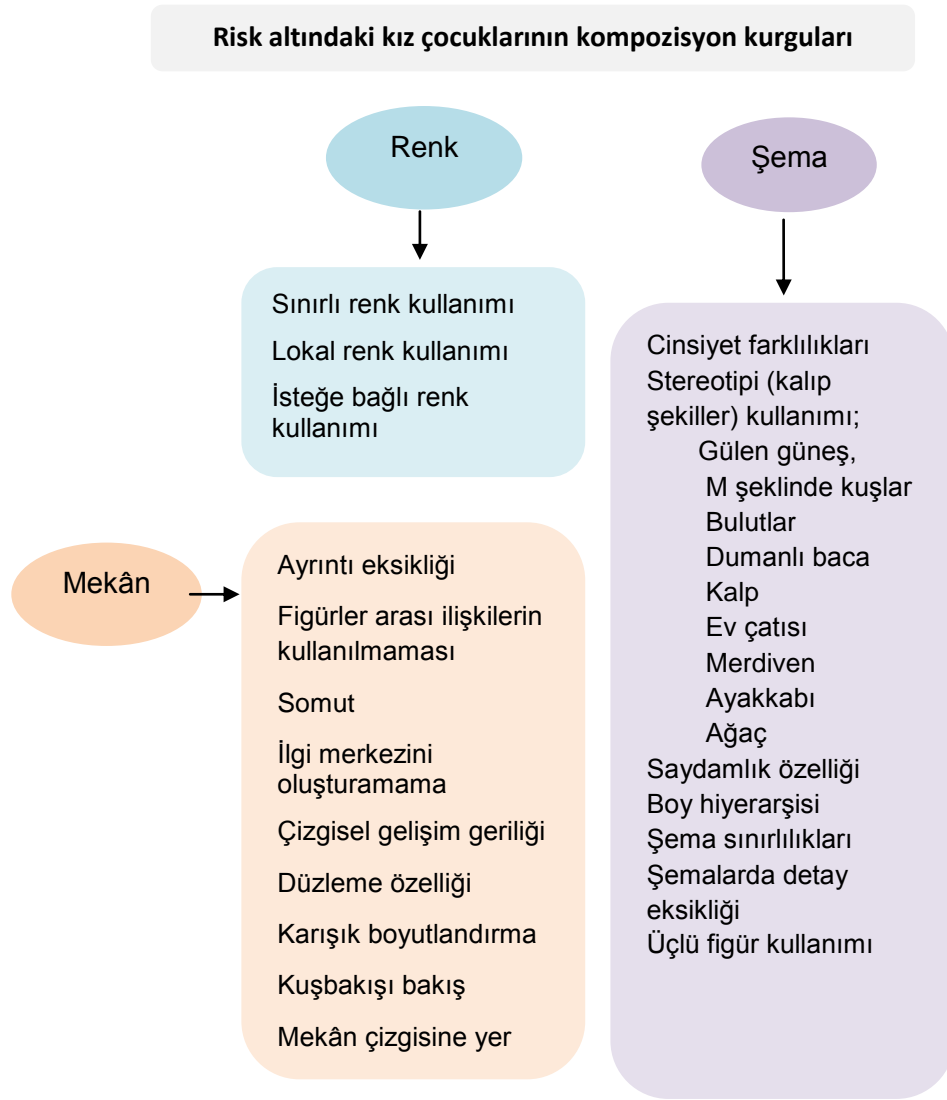 Risk altındaki kız çocuklarının kompozisyon kurguları
Renk
Sınırlı renk kullanımı
Lokal renk kullanımı
İsteğe bağlı renk
kullanımı
Şema
Cinsiyet farklılıkları
Stereotipi (kalıp
şekiller) kullanımı;
Gülen güneş,
M şeklinde kuşlar
Bulutlar
Dumanlı baca
Kalp
Ev çatısı
Merdiven
Ayakkabı
Ağaç
Saydamlık özelliği
Boy hiyerarşisi
Şema sınırlılıkları
Şemalarda detay
eksikliği
Üçlü figür kullanımı
Mekân
Ayrıntı eksikliği
Figürler arası ilişkilerin
kullanılmaması
Somut
İlgi merkezini
oluşturamama
Çizgisel gelişim geriliği
Düzleme özelliği
Karışık boyutlandırma
Kuşbakışı bakış
Mekân çizgisine yer